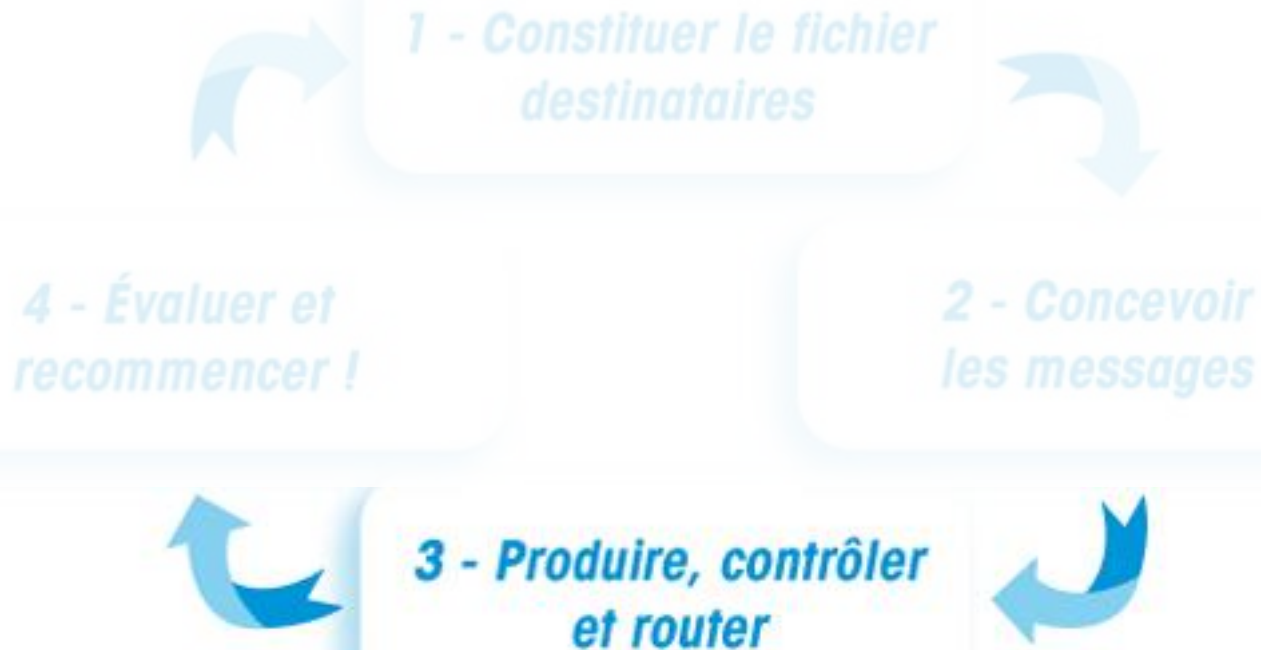 1 - Constituer le fichier
destinataires
2 - Concevoir
les messages
3 - Produire, contrôler
et router
4 - Évaluer et
recommencer !